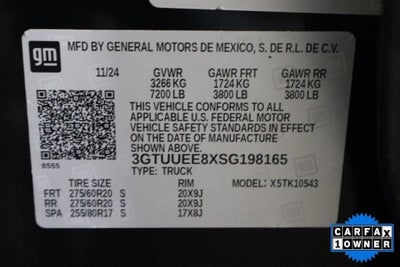 gm
MFD BY GENERAL MOTORS DE MEXICO, S. DE R.L. DE C.V.
11/24 GVWR GAWR FRT GAWR RR
3266 KG 1724 KG 1724 KG
7200 LB 3800 LB 3800 LB
THIS VEHICLE CONFORMS TO ALL
APPLICABLE U.S. FEDERAL MOTOR
VEHICLE SAFETY STANDARDS IN EFFECT
ON THE DATE OF MANUFACTURE SHOWN ABOVE.
3GTUUEE8XSG198165
8555 TYPE: TRUCK
TIRE SIZE RIM MODEL: X5TK10543
FRT 275/60R20 S 20X9J
RR 275/60R20 S 20X9J
SPA 255/80R17 S 17X8J
CARFAX
1 OWNER